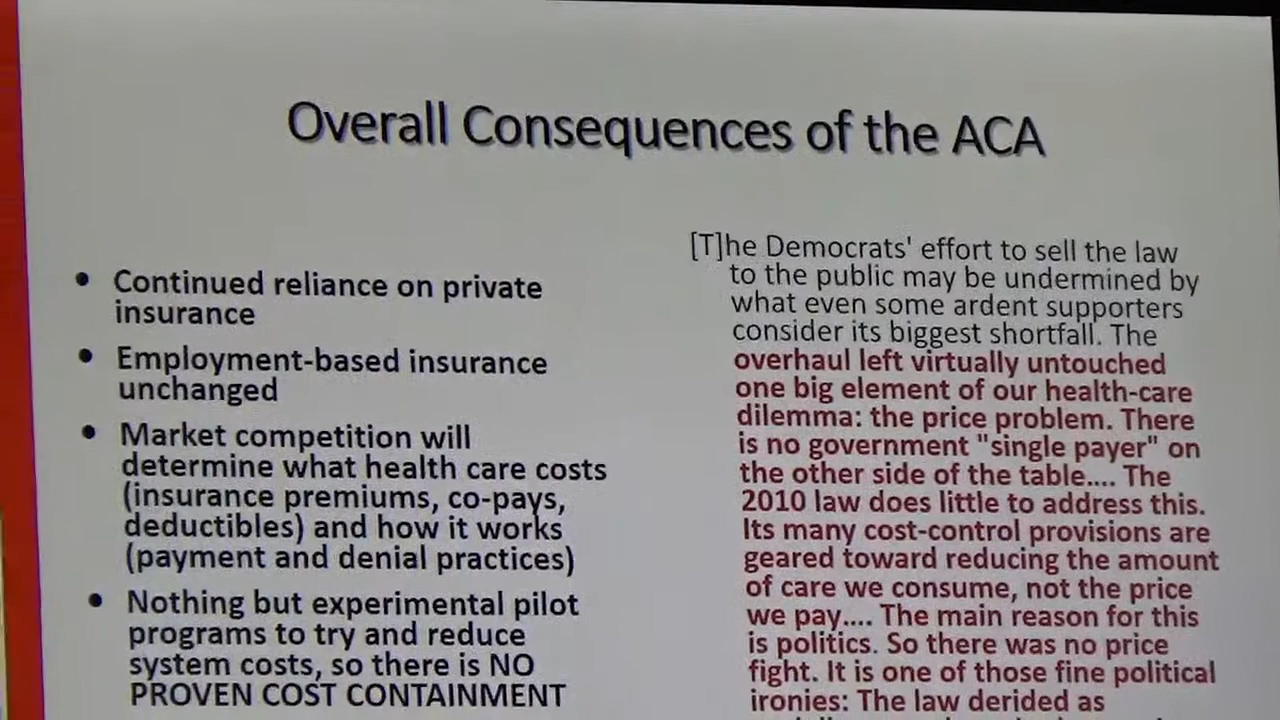 Overall Consequences of the ACA
• Continued reliance on private
insurance
• Employment-based insurance
unchanged
• Market competition will
determine what health care costs
(insurance premiums, co-pays,
deductibles) and how it works
(payment and denial practices)
• Nothing but experimental pilot
programs to try and reduce
system costs, so there is NO
PROVEN COST CONTAINMENT
[T]he Democrats' effort to sell the law
to the public may be undermined by
what even some ardent supporters
consider its biggest shortfall. The
overhaul left virtually untouched
one big element of our health-care
dilemma: the price problem. There
is no government "single payer" on
the other side of the table.... The
2010 law does little to address this.
Its many cost-control provisions are
geared toward reducing the amount
of care we consume, not the price
we pay.... The main reason for this
is politics. So there was no price
fight. It is one of those fine political
ironies: The law derided as